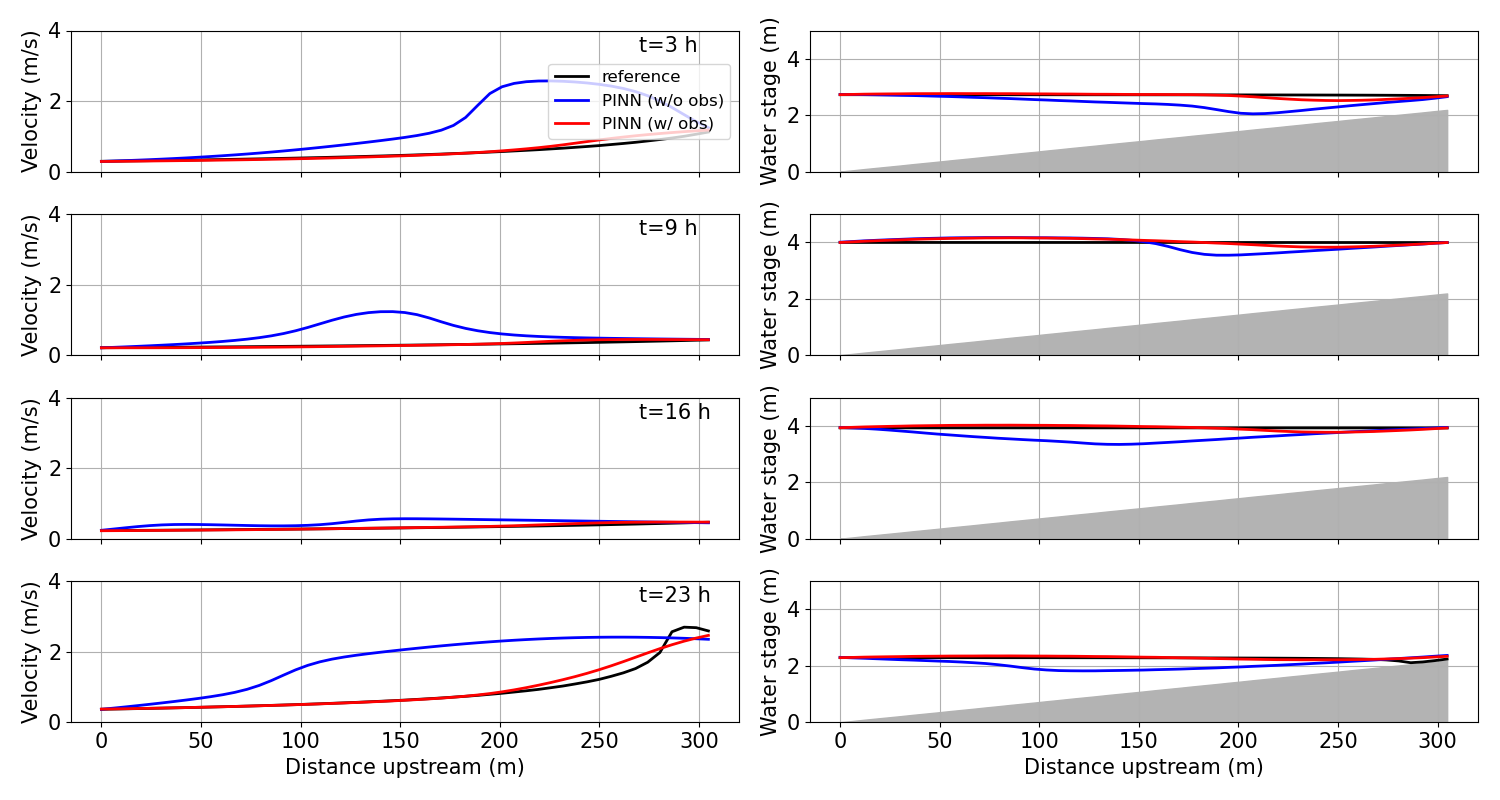 Velocity (m/s)
4
2
0
t=3 h
reference
PINN (w/o obs)
PINN (w/ obs)
Water stage (m)
4
2
0
Velocity (m/s)
4
2
0
t=9 h
Water stage (m)
4
2
0
Velocity (m/s)
4
2
0
t=16 h
Water stage (m)
4
2
0
Velocity (m/s)
4
2
0
t=23 h
0 50 100 150 200 250 300
Distance upstream (m)
Water stage (m)
4
2
0
0 50 100 150 200 250 300
Distance upstream (m)